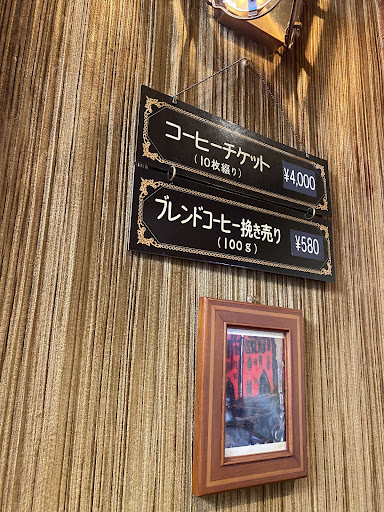 コーヒーチケット
(10枚綴り)
¥4,000
ブレンドコーヒー挽き売り
(100g)
¥580